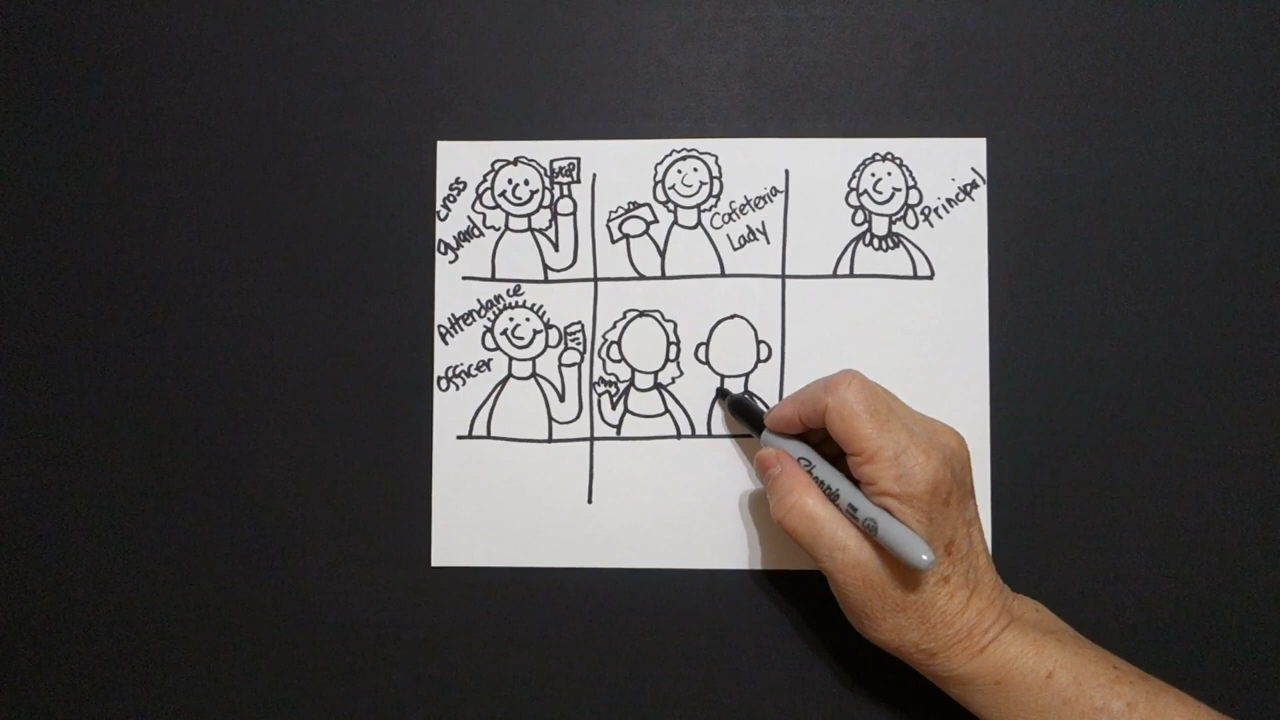 cross
guard
stop
Cafeteria
Lady
Principal
Attendance
Officer
Sharpie